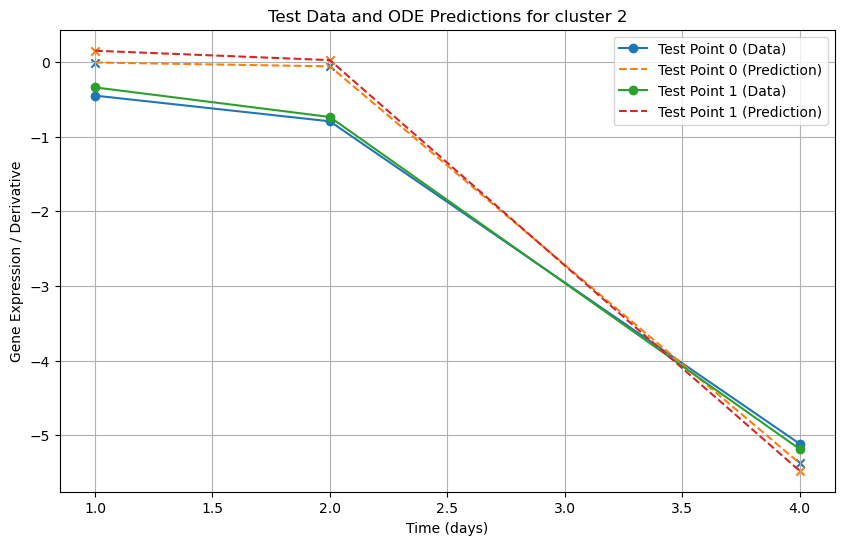 Test Data and ODE Predictions for cluster 2
Test Point 0 (Data)
Test Point 0 (Prediction)
Test Point 1 (Data)
Test Point 1 (Prediction)
Gene Expression / Derivative
0
−1
−2
−3
−4
−5
1.0 1.5 2.0 2.5 3.0 3.5 4.0
Time (days)